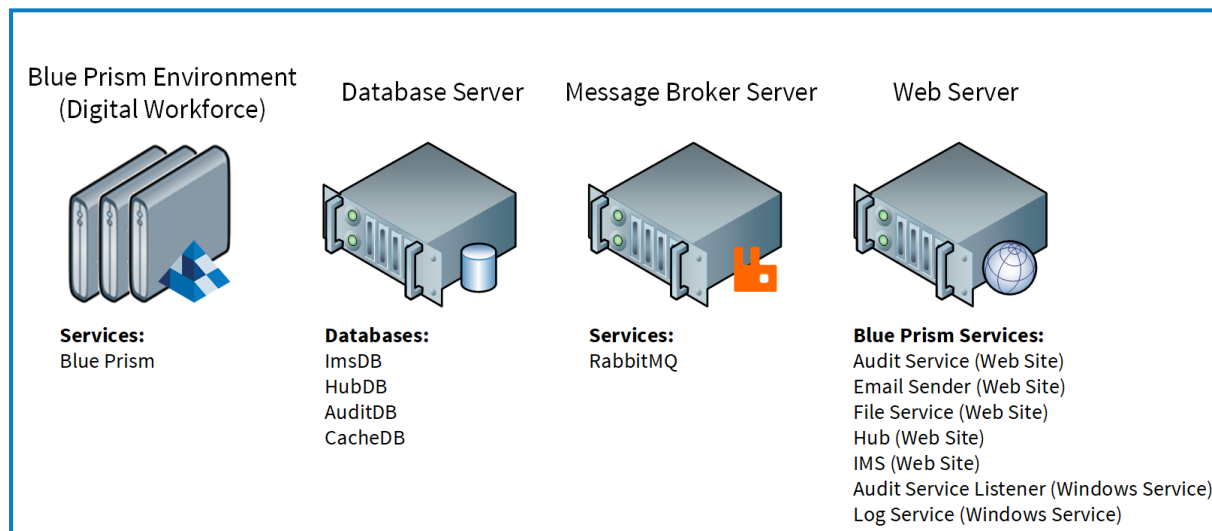 Blue Prism Environment
(Digital Workforce)
Database Server
Message Broker Server
Web Server
Services:
Blue Prism
Databases:
ImsDB
HubDB
AuditDB
CacheDB
Services:
RabbitMQ
Blue Prism Services:
Audit Service (Web Site)
Email Sender (Web Site)
File Service (Web Site)
Hub (Web Site)
IMS (Web Site)
Audit Service Listener (Windows Service)
Log Service (Windows Service)